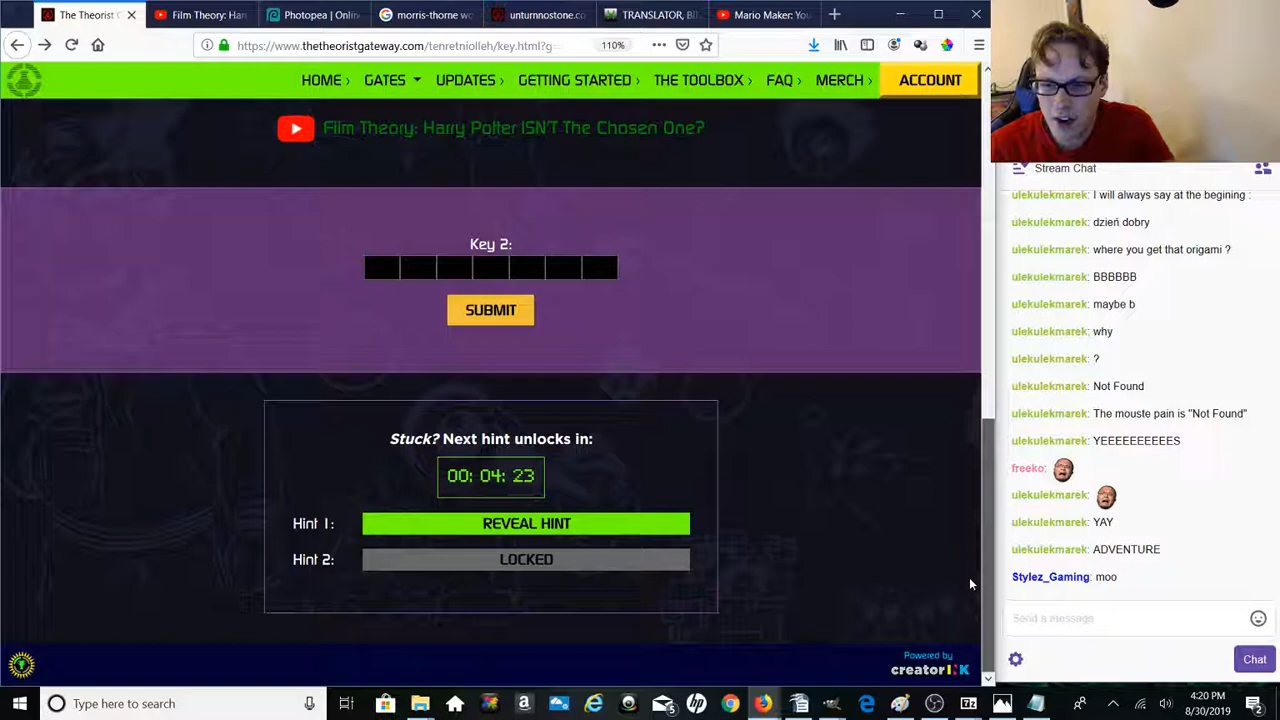 The Theorist G
Film Theory: Harr
Photopea | Onlin
morris-thorne wo
unturnnostone.co
TRANSLATOR, BI
Mario Maker: You
https://www.thetheoristgateway.com/tenretniolleh/key.html?g=
110%
HOME ›
GATES
UPDATES ›
GETTING STARTED ›
THE TOOLBOX ›
FAQ ›
MERCH ›
ACCOUNT
Film Theory: Harry Potter ISN'T The Chosen One?
Key 2:
SUBMIT
Stuck? Next hint unlocks in:
00: 04: 23
Hint 1: REVEAL HINT
Hint 2: LOCKED
Powered by
creatorINK
Stream Chat
ulekulekmarek: I will always say at the begining :
ulekulekmarek: dzień dobry
ulekulekmarek: where you get that origami ?
ulekulekmarek: BBBBBB
ulekulekmarek: maybe b
ulekulekmarek: why
ulekulekmarek: ?
ulekulekmarek: Not Found
ulekulekmarek: The mouste pain is "Not Found"
ulekulekmarek: YEEEEEEEEEES
freeko:
ulekulekmarek:
ulekulekmarek: YAY
ulekulekmarek: ADVENTURE
Stylez_Gaming: moo
Send a message
Chat
Type here to search
4:20 PM
8/30/2019